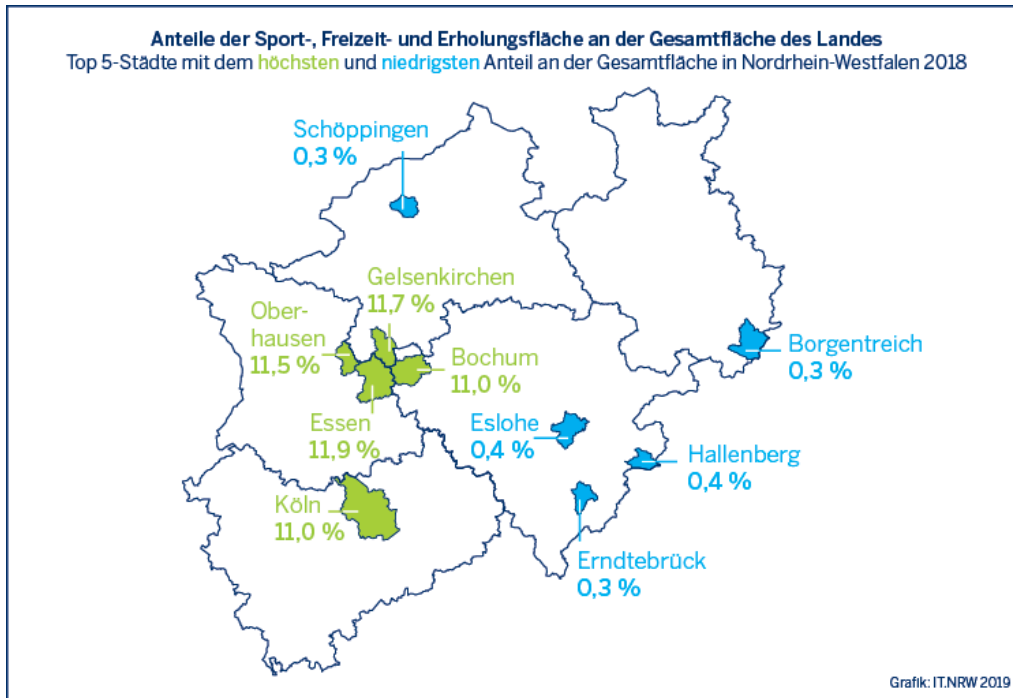 Anteile der Sport-, Freizeit- und Erholungsfläche an der Gesamtfläche des Landes
Top 5-Städte mit dem höchsten und niedrigsten Anteil an der Gesamtfläche in Nordrhein-Westfalen 2018
Schöppingen
0,3 %
Gelsenkirchen
11,7 %
Ober-
hausen
11,5 %
Bochum
11,0 %
Borgentreich
0,3 %
Essen
11,9 %
Eslohe
0,4 %
Hallenberg
0,4 %
Köln
11,0 %
Erndtebrück
0,3 %
Grafik: IT.NRW 2019